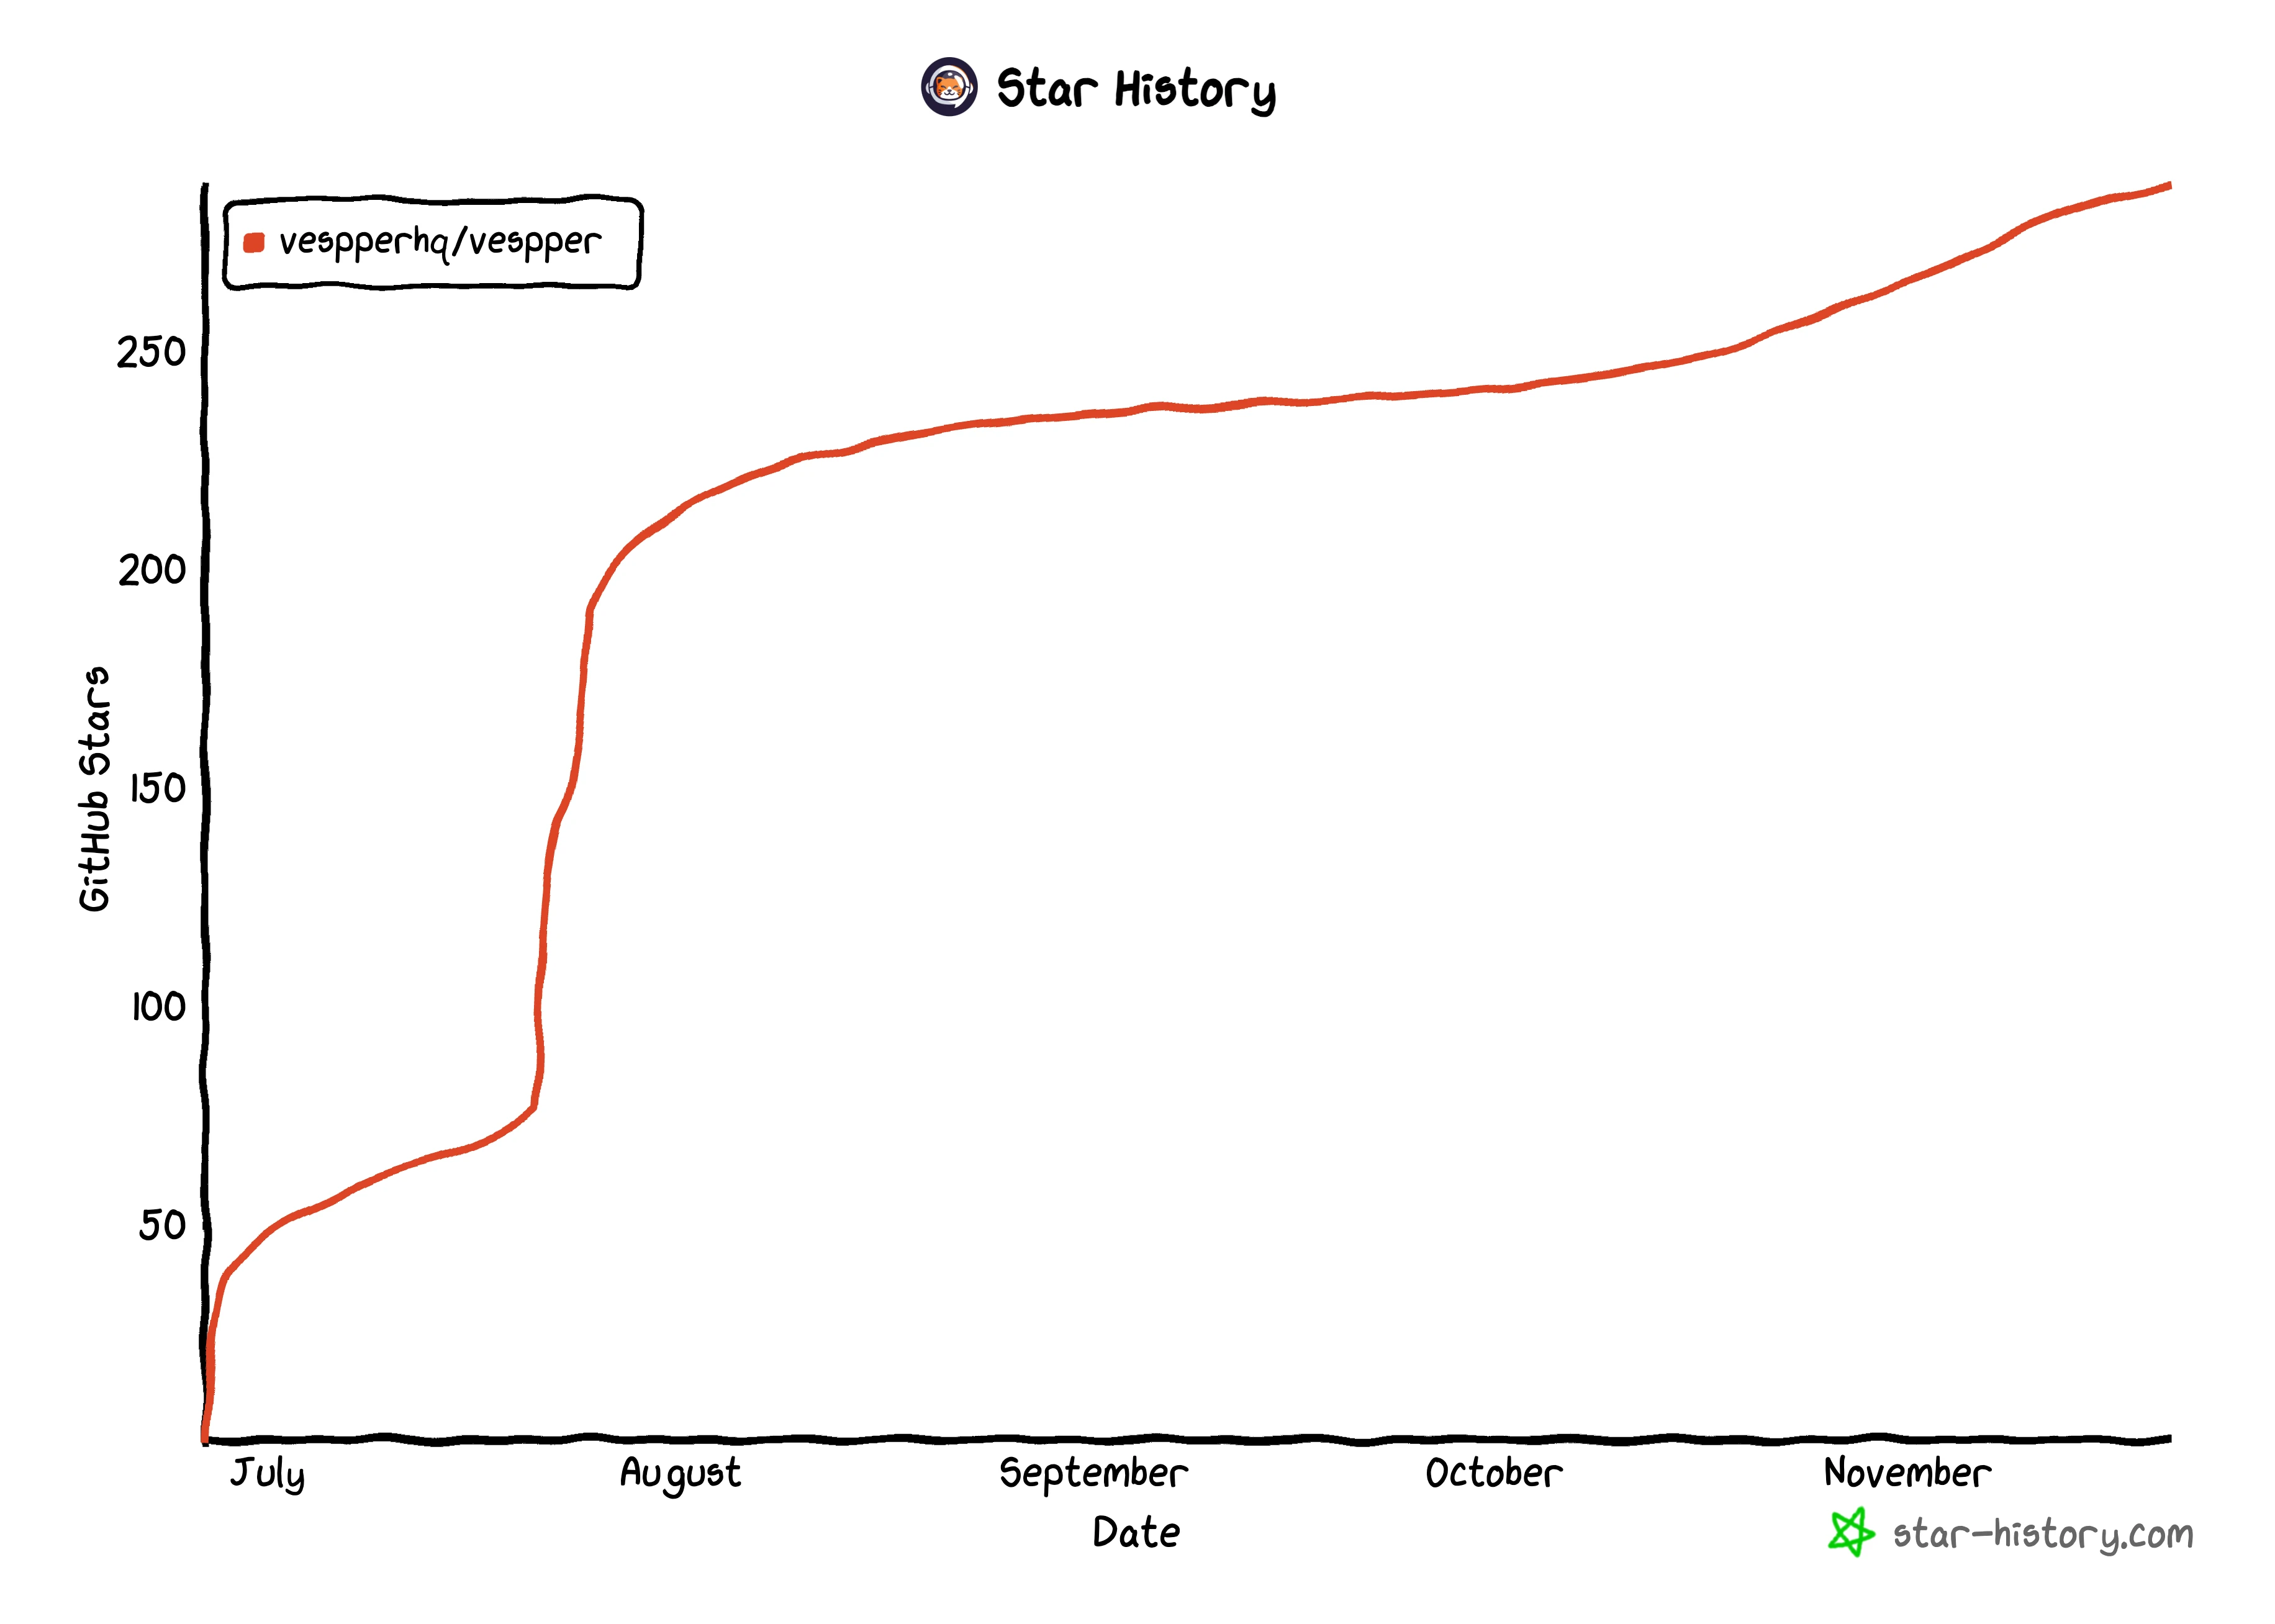 Star History
vespperhq/vespper
250
200
150
100
50
GitHub Stars
July
August
September
October
November
Date
star-history.com